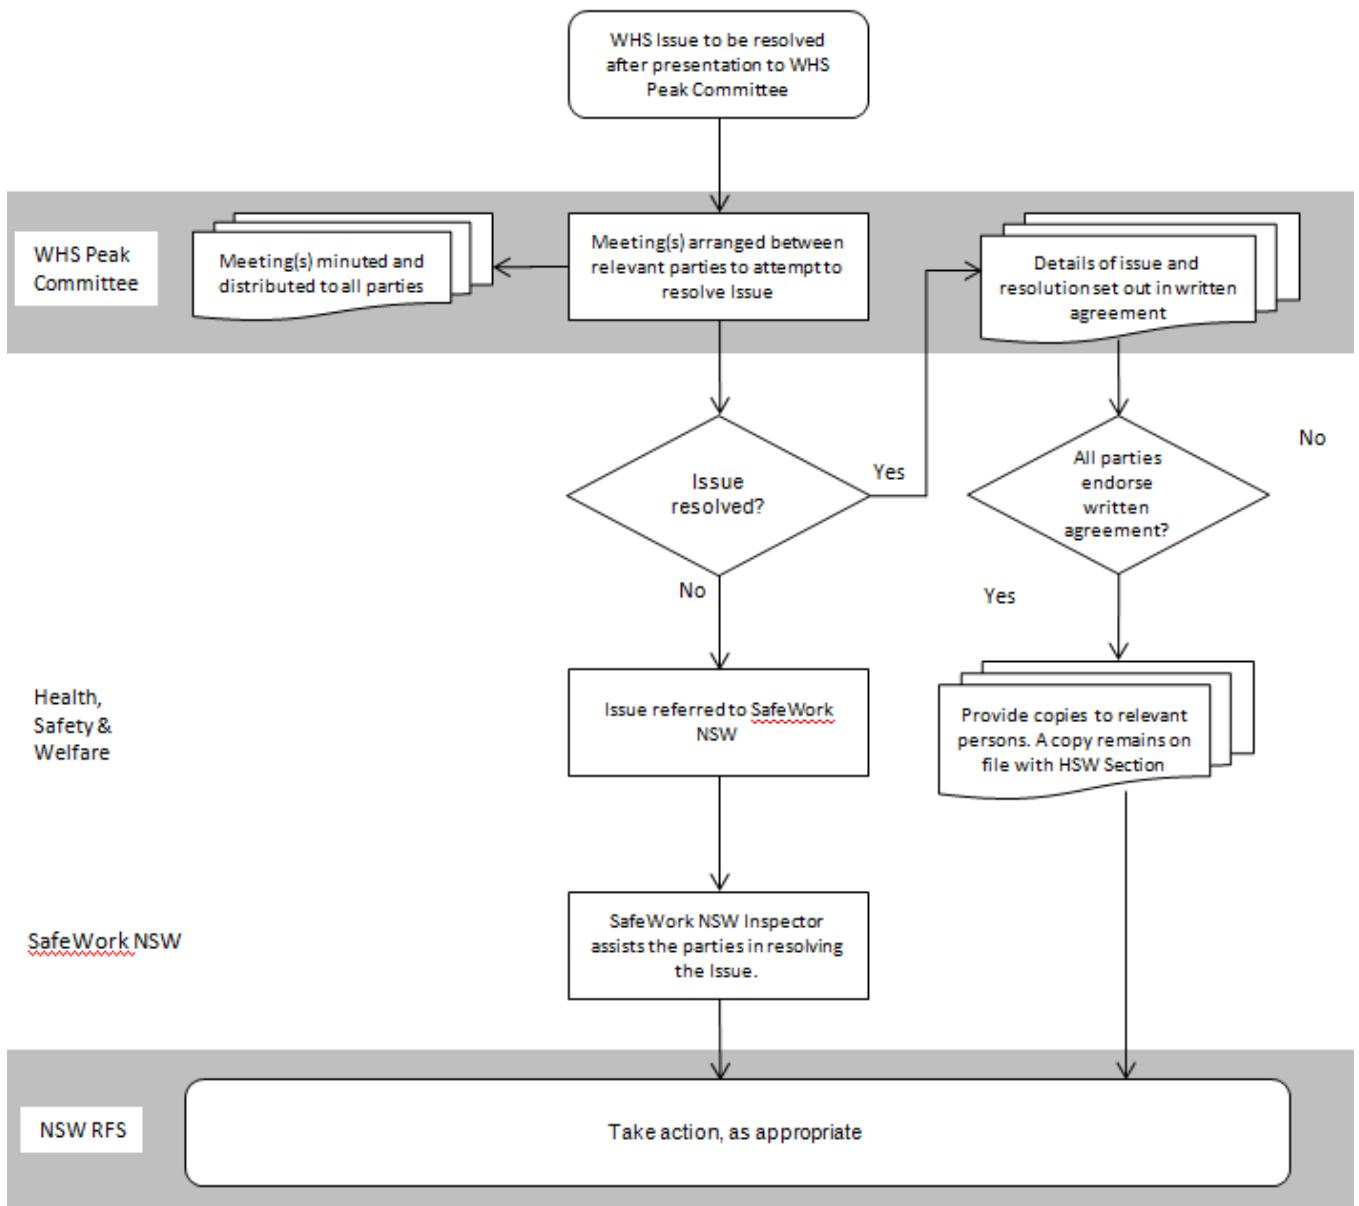 WHS Issue to be resolved
after presentation to WHS
Peak Committee
WHS Peak
Committee
Meeting(s) minuted and
distributed to all parties
Meeting(s) arranged between
relevant parties to attempt to
resolve Issue
Details of issue and
resolution set out in written
agreement
Issue
resolved?
Yes
All parties
endorse
written
agreement?
No
No
Yes
Health,
Safety &
Welfare
Issue referred to SafeWork
NSW
Provide copies to relevant
persons. A copy remains on
file with HSW Section
SafeWork NSW
SafeWork NSW Inspector
assists the parties in resolving
the Issue.
NSW RFS
Take action, as appropriate